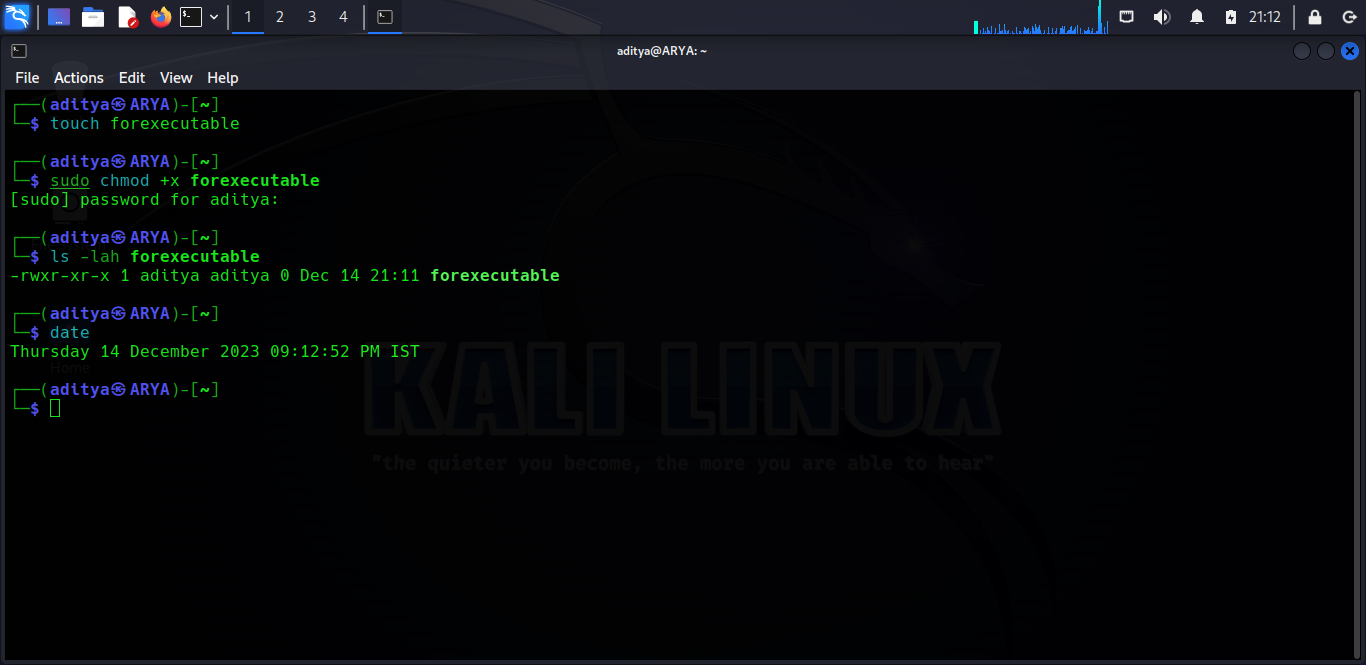 1 2 3 4 21:12
aditya@ARYA: ~
File Actions Edit View Help
┌──(aditya㉿ARYA)-[~]
└─$ touch forexecutable
┌──(aditya㉿ARYA)-[~]
└─$ sudo chmod +x forexecutable
[sudo] password for aditya:
┌──(aditya㉿ARYA)-[~]
└─$ ls -lah forexecutable
-rwxr-xr-x 1 aditya aditya 0 Dec 14 21:11 forexecutable
┌──(aditya㉿ARYA)-[~]
└─$ date
Thursday 14 December 2023 09:12:52 PM IST
Home
┌──(aditya㉿ARYA)-[~]
└─$
KALI LINUX
"the quieter you become, the more you are able to hear"